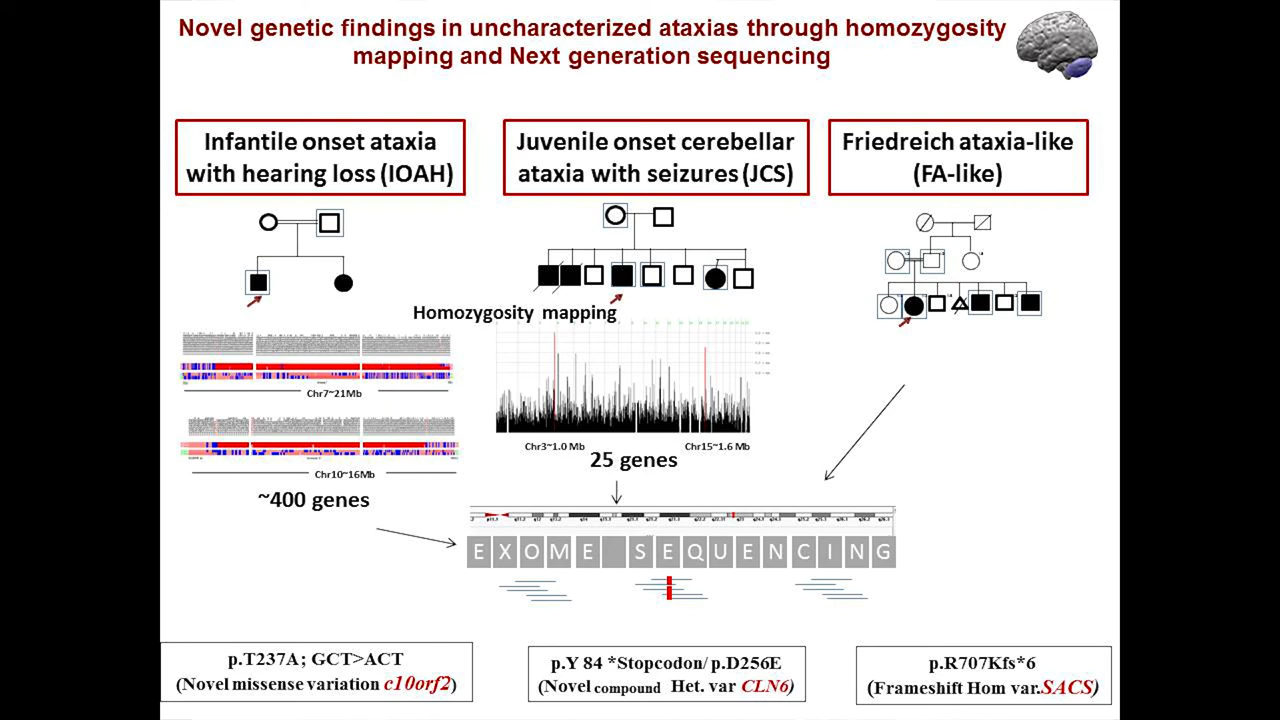 Novel genetic findings in uncharacterized ataxias through homozygosity
mapping and Next generation sequencing
Infantile onset ataxia
with hearing loss (IOAH)
Juvenile onset cerebellar
ataxia with seizures (JCS)
Friedreich ataxia-like
(FA-like)
Homozygosity mapping
Chr7~21Mb
Chr10~16Mb
~400 genes
Chr3~1.0 Mb
Chr15~1.6 Mb
25 genes
EXOME SEQUENCING
p.T237A; GCT>ACT
(Novel missense variation c10orf2)
p.Y 84 *Stopcodon/ p.D256E
(Novel compound Het. var CLN6)
p.R707Kfs*6
(Frameshift Hom var.SACS)